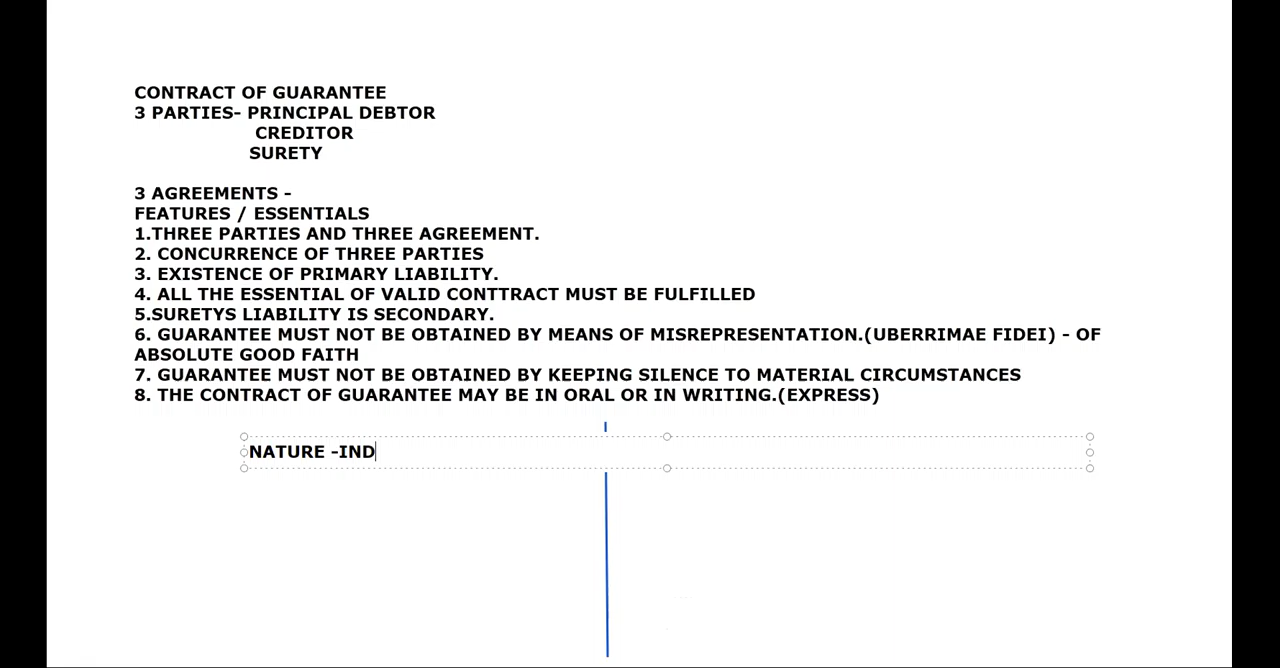 CONTRACT OF GUARANTEE
3 PARTIES- PRINCIPAL DEBTOR
CREDITOR
SURETY
3 AGREEMENTS -
FEATURES / ESSENTIALS
1.THREE PARTIES AND THREE AGREEMENT.
2. CONCURRENCE OF THREE PARTIES
3. EXISTENCE OF PRIMARY LIABILITY.
4. ALL THE ESSENTIAL OF VALID CONTTRACT MUST BE FULFILLED
5.SURETYS LIABILITY IS SECONDARY.
6. GUARANTEE MUST NOT BE OBTAINED BY MEANS OF MISREPRESENTATION.(UBERRIMAE FIDEI) - OF
ABSOLUTE GOOD FAITH
7. GUARANTEE MUST NOT BE OBTAINED BY KEEPING SILENCE TO MATERIAL CIRCUMSTANCES
8. THE CONTRACT OF GUARANTEE MAY BE IN ORAL OR IN WRITING.(EXPRESS)
NATURE -IND